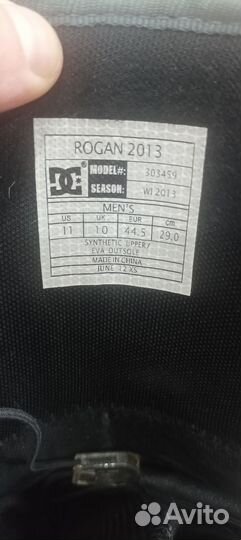 ROGAN 2013
DC
MODEL#: 303459
SEASON: WI 2013
MEN'S
US UK EUR cm
11 10 44.5 29.0
SYNTHETIC UPPER/
EVA OUTSOLE
MADE IN CHINA
JUNE '12 XS
Avito